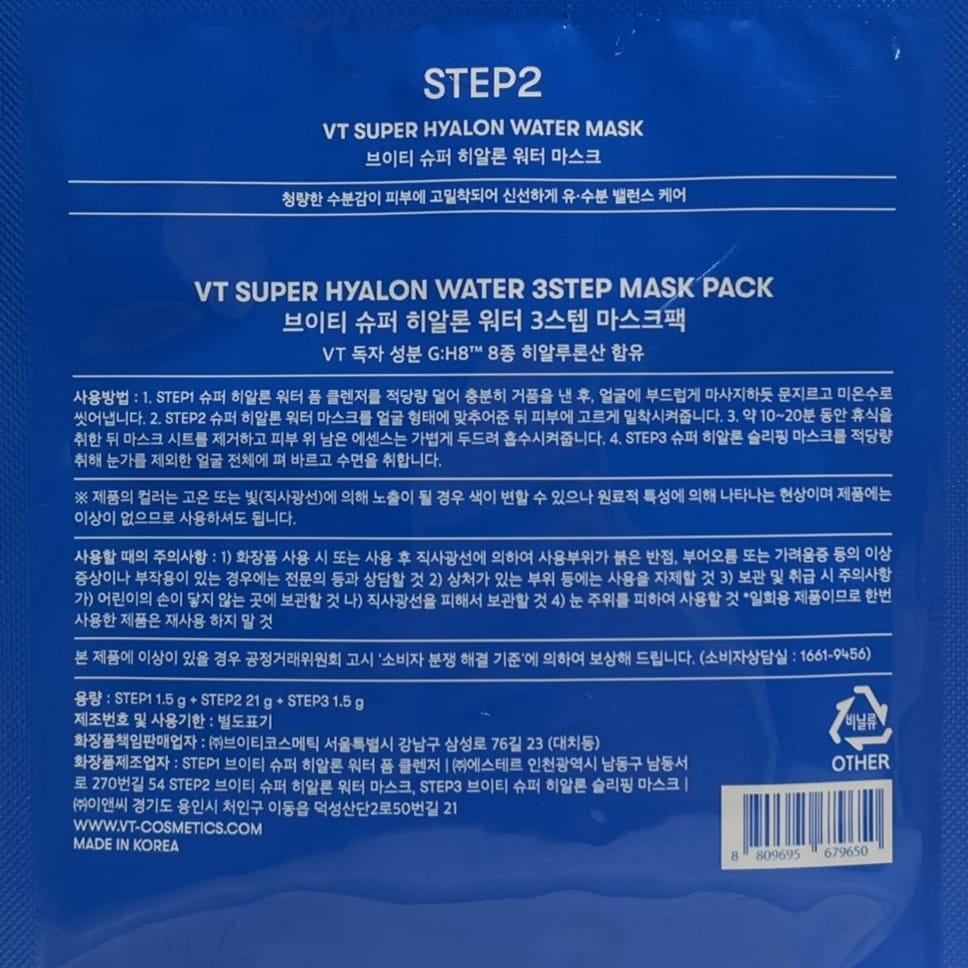 STEP2
VT SUPER HYALON WATER MASK
브이티 슈퍼 히알론 워터 마스크
청량한 수분감이 피부에 고밀착되어 신선하게 유·수분 밸런스 케어
VT SUPER HYALON WATER 3STEP MASK PACK
브이티 슈퍼 히알론 워터 3스텝 마스크팩
VT 독자 성분 G:H8™ 8종 히알루론산 함유
사용방법 : 1. STEP1 슈퍼 히알론 워터 폼 클렌저를 적당량 덜어 충분히 거품을 낸 후, 얼굴에 부드럽게 마사지하듯 문지르고 미온수로
씻어냅니다. 2. STEP2 슈퍼 히알론 워터 마스크를 얼굴 형태에 맞추어준 뒤 피부에 고르게 밀착시켜줍니다. 3. 약 10~20분 동안 휴식을
취한 뒤 마스크 시트를 제거하고 피부 위 남은 에센스는 가볍게 두드려 흡수시켜줍니다. 4. STEP3 슈퍼 히알론 슬리핑 마스크를 적당량
취해 눈가를 제외한 얼굴 전체에 펴 바르고 수면을 취합니다.
※ 제품의 컬러는 고온 또는 빛(직사광선)에 의해 노출이 될 경우 색이 변할 수 있으나 원료적 특성에 의해 나타나는 현상이며 제품에는
이상이 없으므로 사용하셔도 됩니다.
사용할 때의 주의사항 : 1) 화장품 사용 시 또는 사용 후 직사광선에 의하여 사용부위가 붉은 반점, 부어오름 또는 가려움증 등의 이상
증상이나 부작용이 있는 경우에는 전문의 등과 상담할 것 2) 상처가 있는 부위 등에는 사용을 자제할 것 3) 보관 및 취급 시 주의사항
가) 어린이의 손이 닿지 않는 곳에 보관할 것 나) 직사광선을 피해서 보관할 것 4) 눈 주위를 피하여 사용할 것 *일회용 제품이므로 한번
사용한 제품은 재사용 하지 말 것
본 제품에 이상이 있을 경우 공정거래위원회 고시 '소비자 분쟁 해결 기준'에 의하여 보상해 드립니다. (소비자상담실 : 1661-9456)
용량 : STEP1 1.5 g + STEP2 21 g + STEP3 1.5 g
제조번호 및 사용기한 : 별도표기
화장품책임판매업자 : ㈜브이티코스메틱 서울특별시 강남구 삼성로 76길 23 (대치동)
화장품제조업자 : STEP1 브이티 슈퍼 히알론 워터 폼 클렌저 | ㈜에스테르 인천광역시 남동구 남동서
로 270번길 54 STEP2 브이티 슈퍼 히알론 워터 마스크, STEP3 브이티 슈퍼 히알론 슬리핑 마스크 |
㈜이앤씨 경기도 용인시 처인구 이동읍 덕성산단2로50번길 21
WWW.VT-COSMETICS.COM
MADE IN KOREA
비닐류
OTHER
8 809695 679650